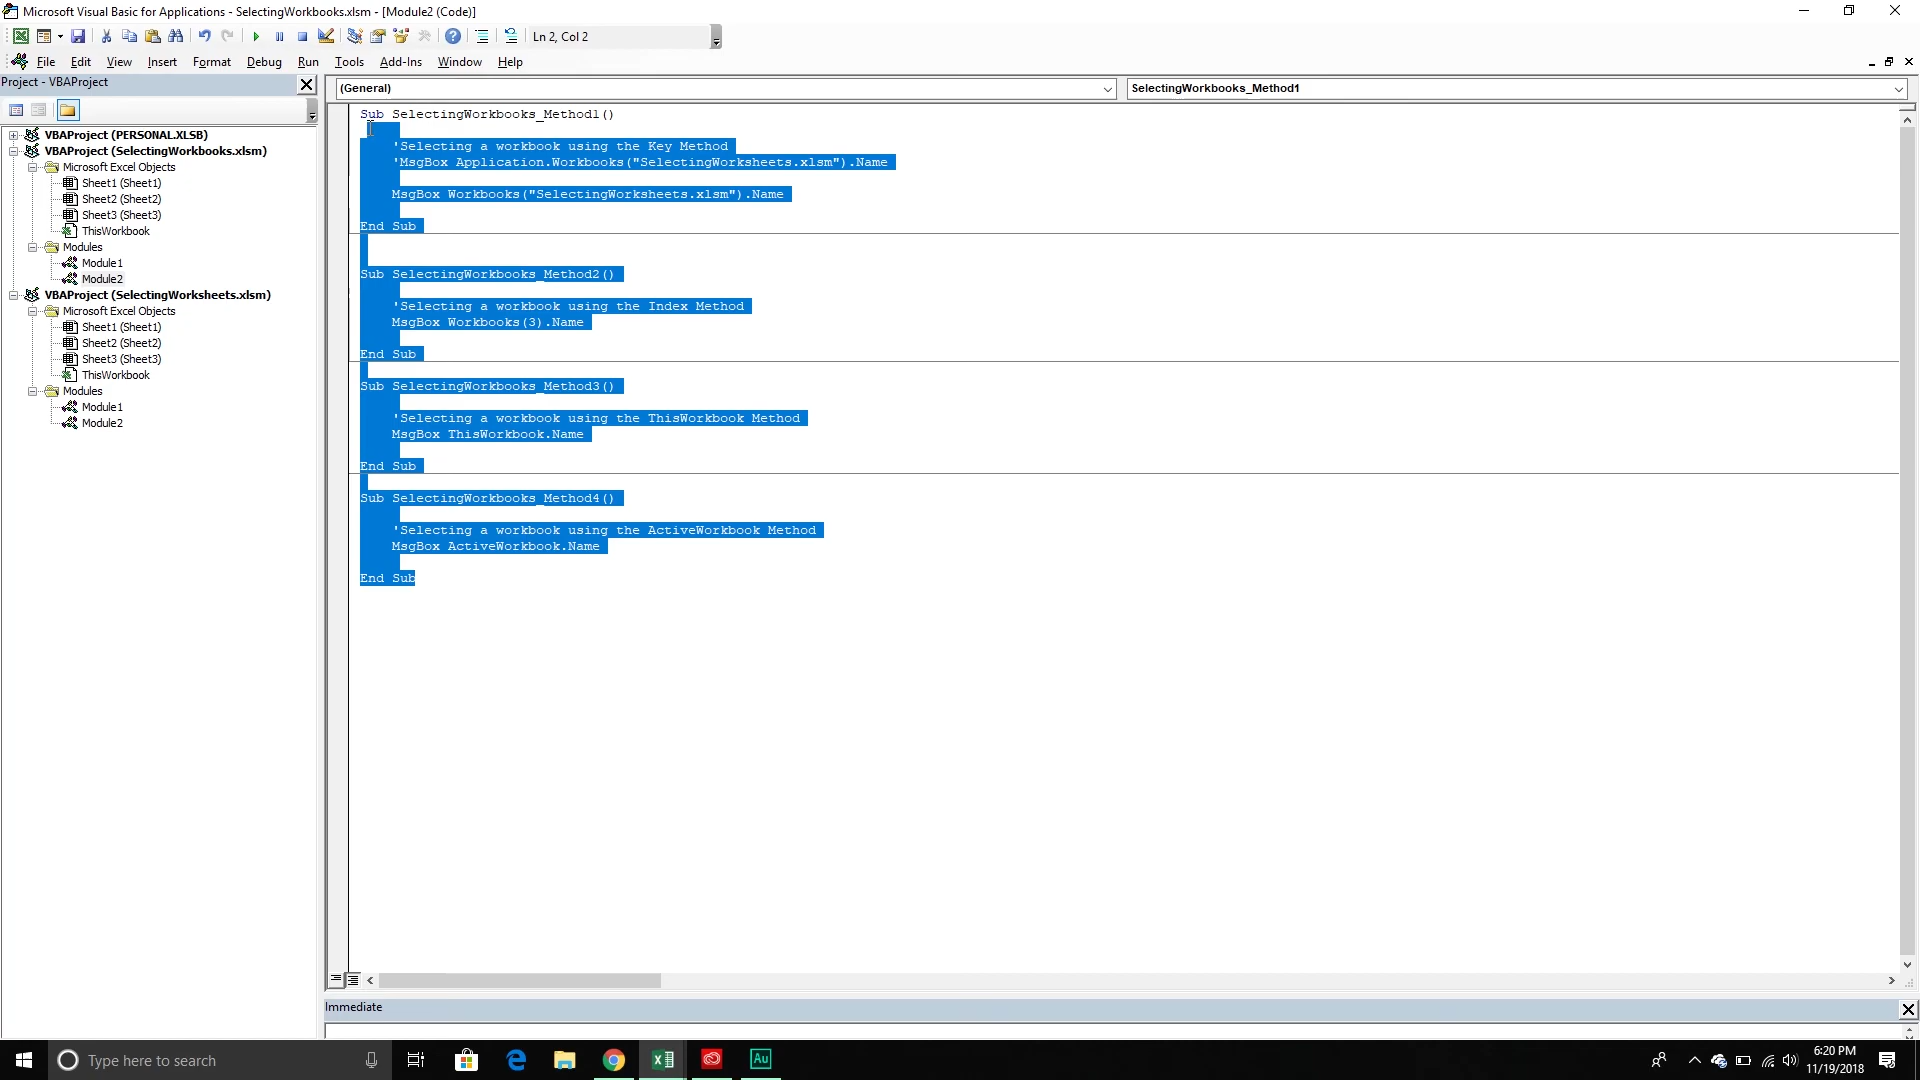 Microsoft Visual Basic for Applications - SelectingWorkbooks.xlsm - [Module2 (Code)]
Ln 2, Col 2
File Edit View Insert Format Debug Run Tools Add-Ins Window Help
Project - VBAProject
VBAProject (PERSONAL.XLSB)
VBAProject (SelectingWorkbooks.xlsm)
Microsoft Excel Objects
Sheet1 (Sheet1)
Sheet2 (Sheet2)
Sheet3 (Sheet3)
ThisWorkbook
Modules
Module1
Module2
VBAProject (SelectingWorksheets.xlsm)
Microsoft Excel Objects
Sheet1 (Sheet1)
Sheet2 (Sheet2)
Sheet3 (Sheet3)
ThisWorkbook
Modules
Module1
Module2
(General)
SelectingWorkbooks_Method1
Sub SelectingWorkbooks_Method1()
'Selecting a workbook using the Key Method
'MsgBox Application.Workbooks("SelectingWorksheets.xlsm").Name
MsgBox Workbooks("SelectingWorksheets.xlsm").Name
End Sub
Sub SelectingWorkbooks_Method2()
'Selecting a workbook using the Index Method
MsgBox Workbooks(3).Name
End Sub
Sub SelectingWorkbooks_Method3()
'Selecting a workbook using the ThisWorkbook Method
MsgBox ThisWorkbook.Name
End Sub
Sub SelectingWorkbooks_Method4()
'Selecting a workbook using the ActiveWorkbook Method
MsgBox ActiveWorkbook.Name
End Sub
Immediate
Type here to search
Au
6:20 PM
11/19/2018